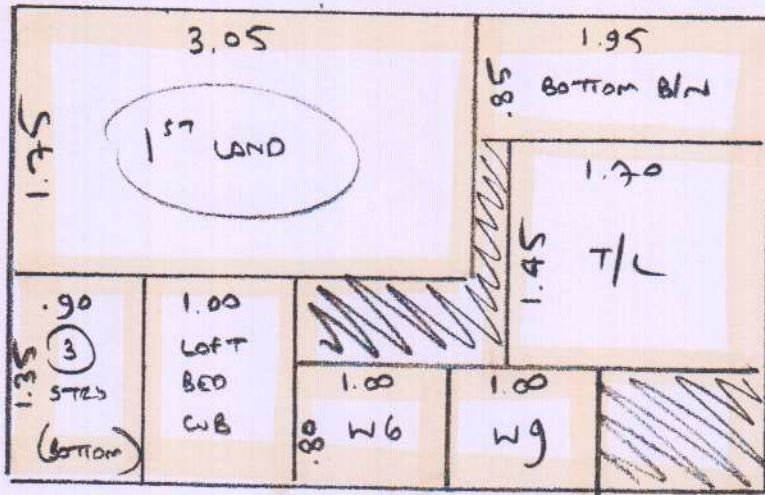 3.05
1.75
1ST LAND
1.95
.85
BOTTOM B/N
1.70
1.45
T/L
.90
1.35
3
STRS
(BOTTOM)
1.00
LOFT
BED
CUB
1.00
.80
W6
1.00
W9